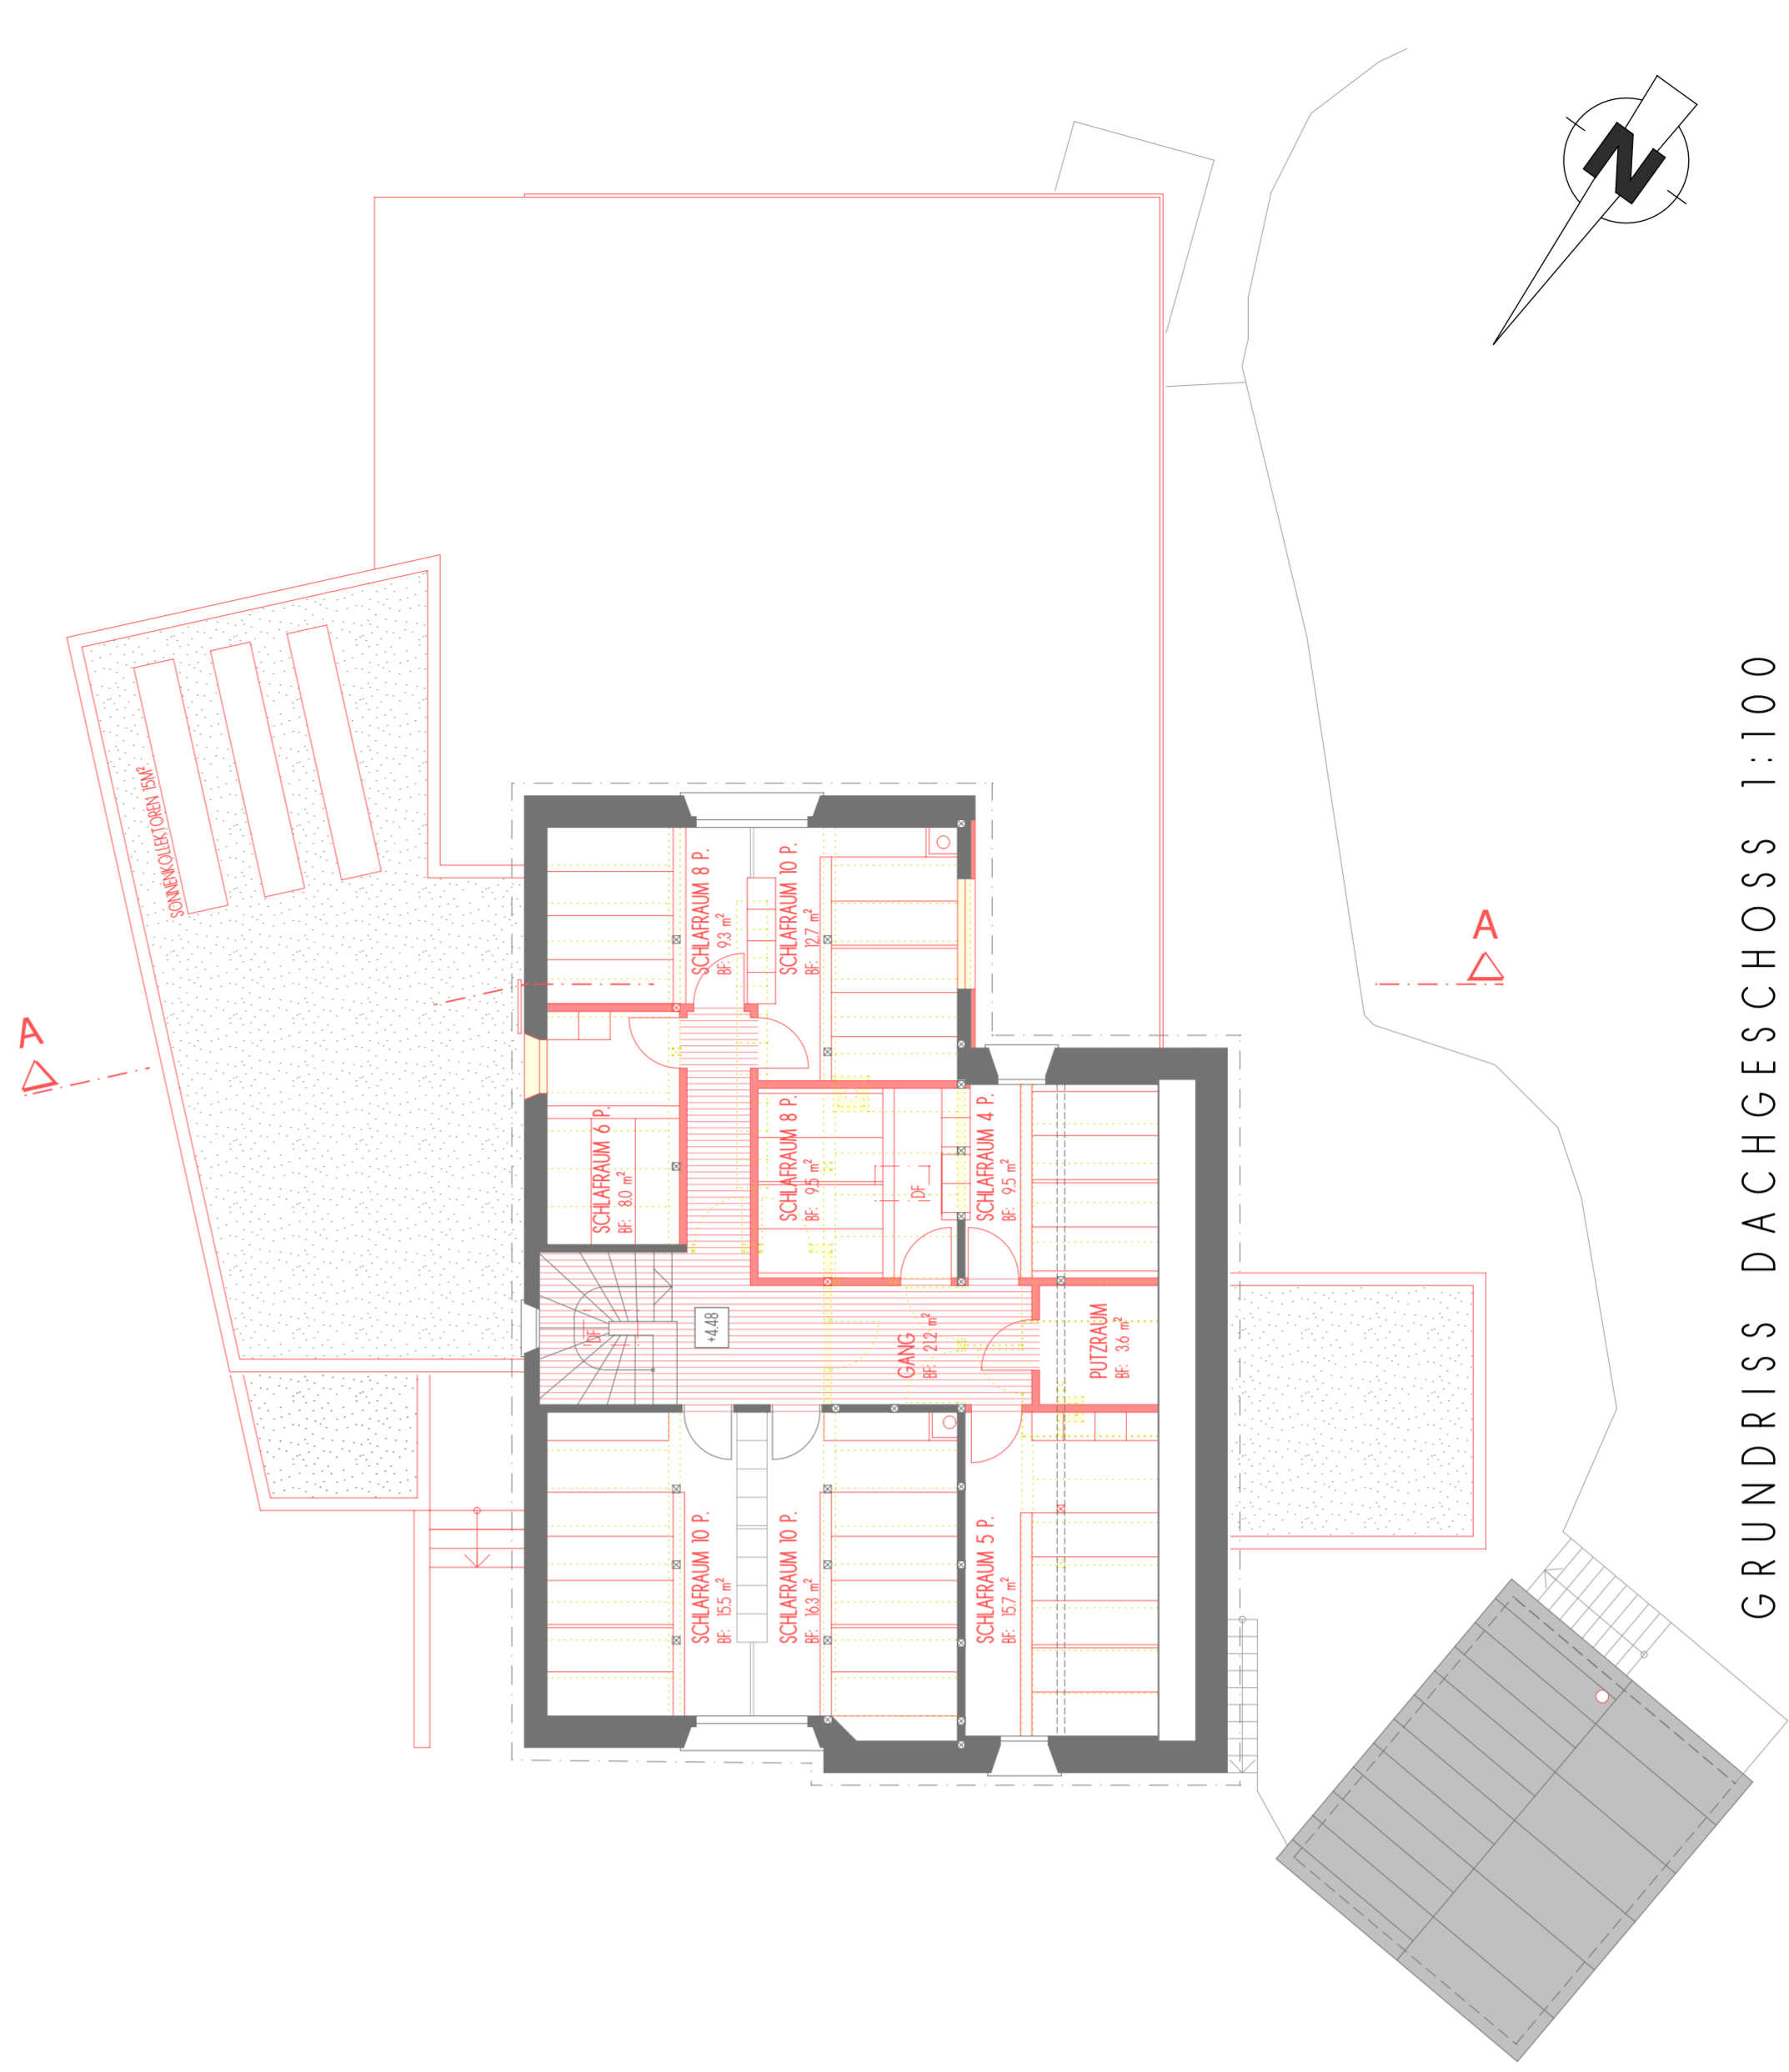 N
A
A
SONNENKOLLEKTOREN 15M²
SCHLAFRAUM 8 P.
BF: 9.3 m²
SCHLAFRAUM 10 P.
BF: 12.7 m²
SCHLAFRAUM 6 P.
BF: 8.0 m²
SCHLAFRAUM 8 P.
BF: 9.5 m²
DF
SCHLAFRAUM 4 P.
BF: 9.5 m²
DF
+4.48
GANG
BF: 21.2 m²
PUTZRAUM
BF: 3.6 m²
SCHLAFRAUM 10 P.
BF: 15.5 m²
SCHLAFRAUM 10 P.
BF: 16.3 m²
SCHLAFRAUM 5 P.
BF: 15.7 m²
GRUNDRISS DACHGESCHOSS 1:100